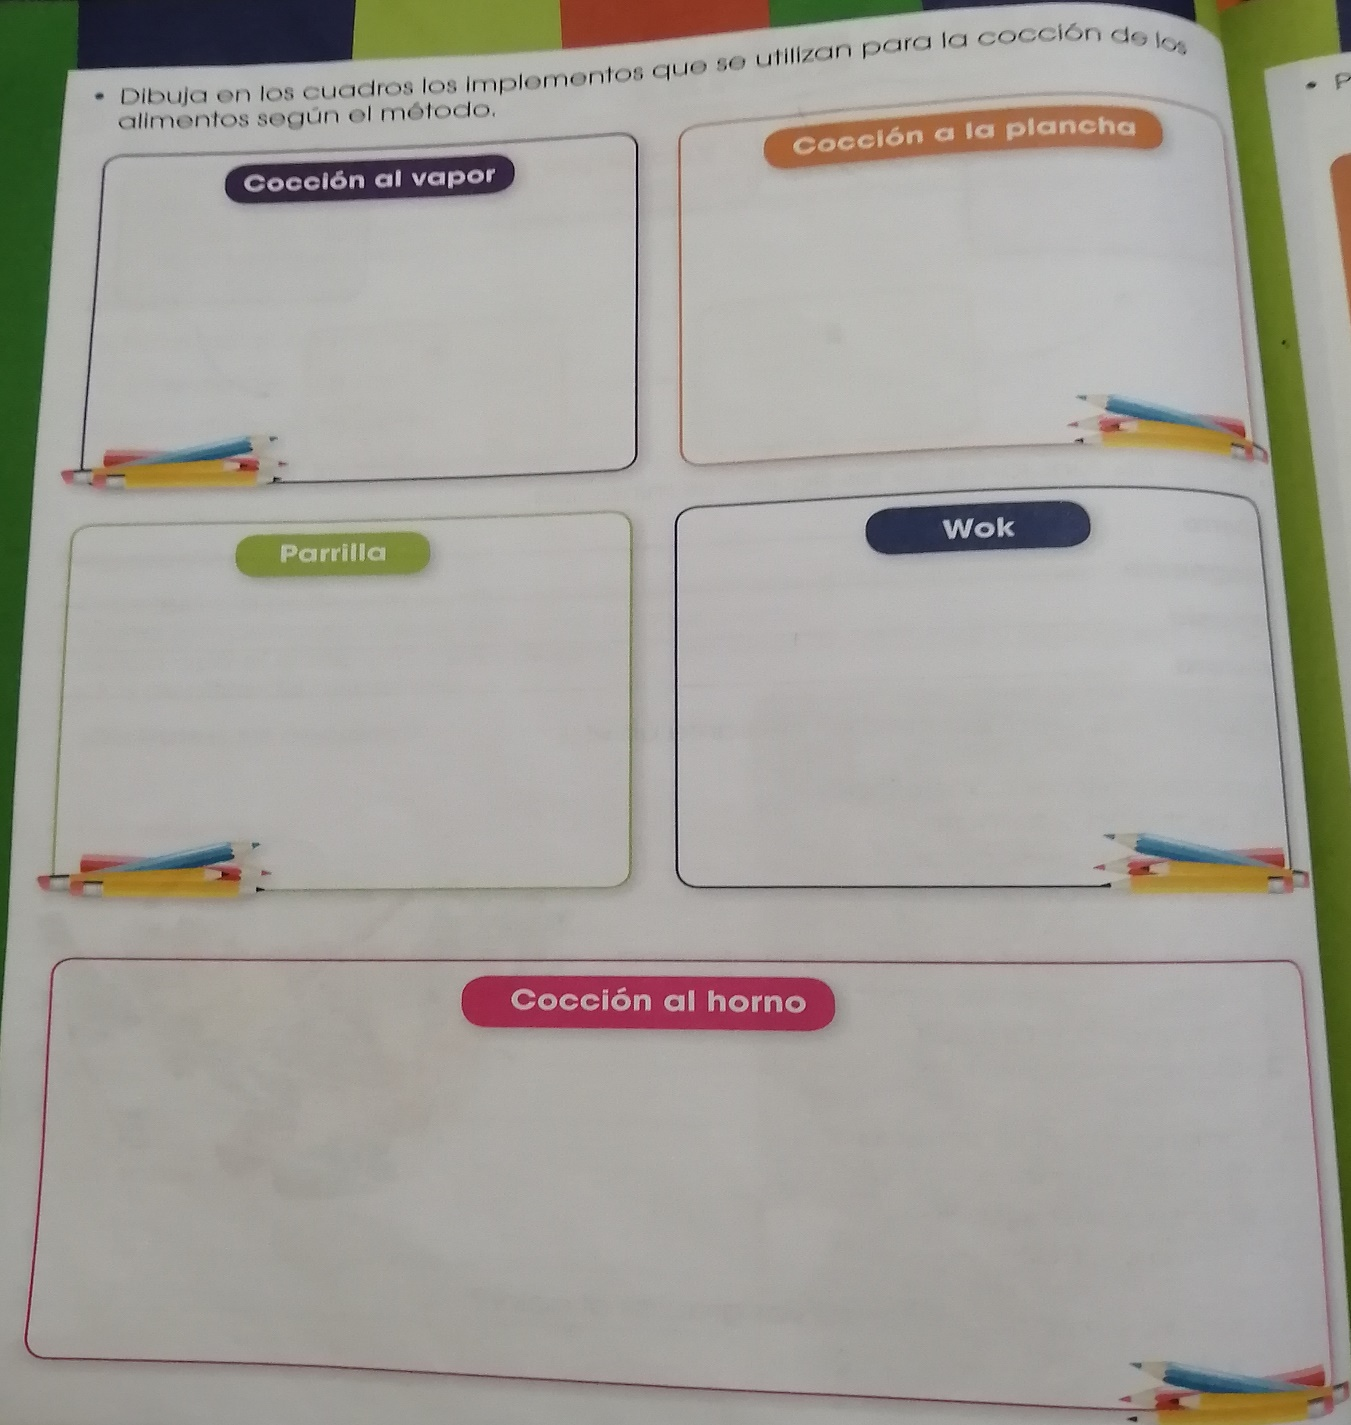 • Dibuja en los cuadros los implementos que se utilizan para la cocción de los
alimentos según el método.
Cocción al vapor
Cocción a la plancha
Parrilla
Wok
Cocción al horno
• P